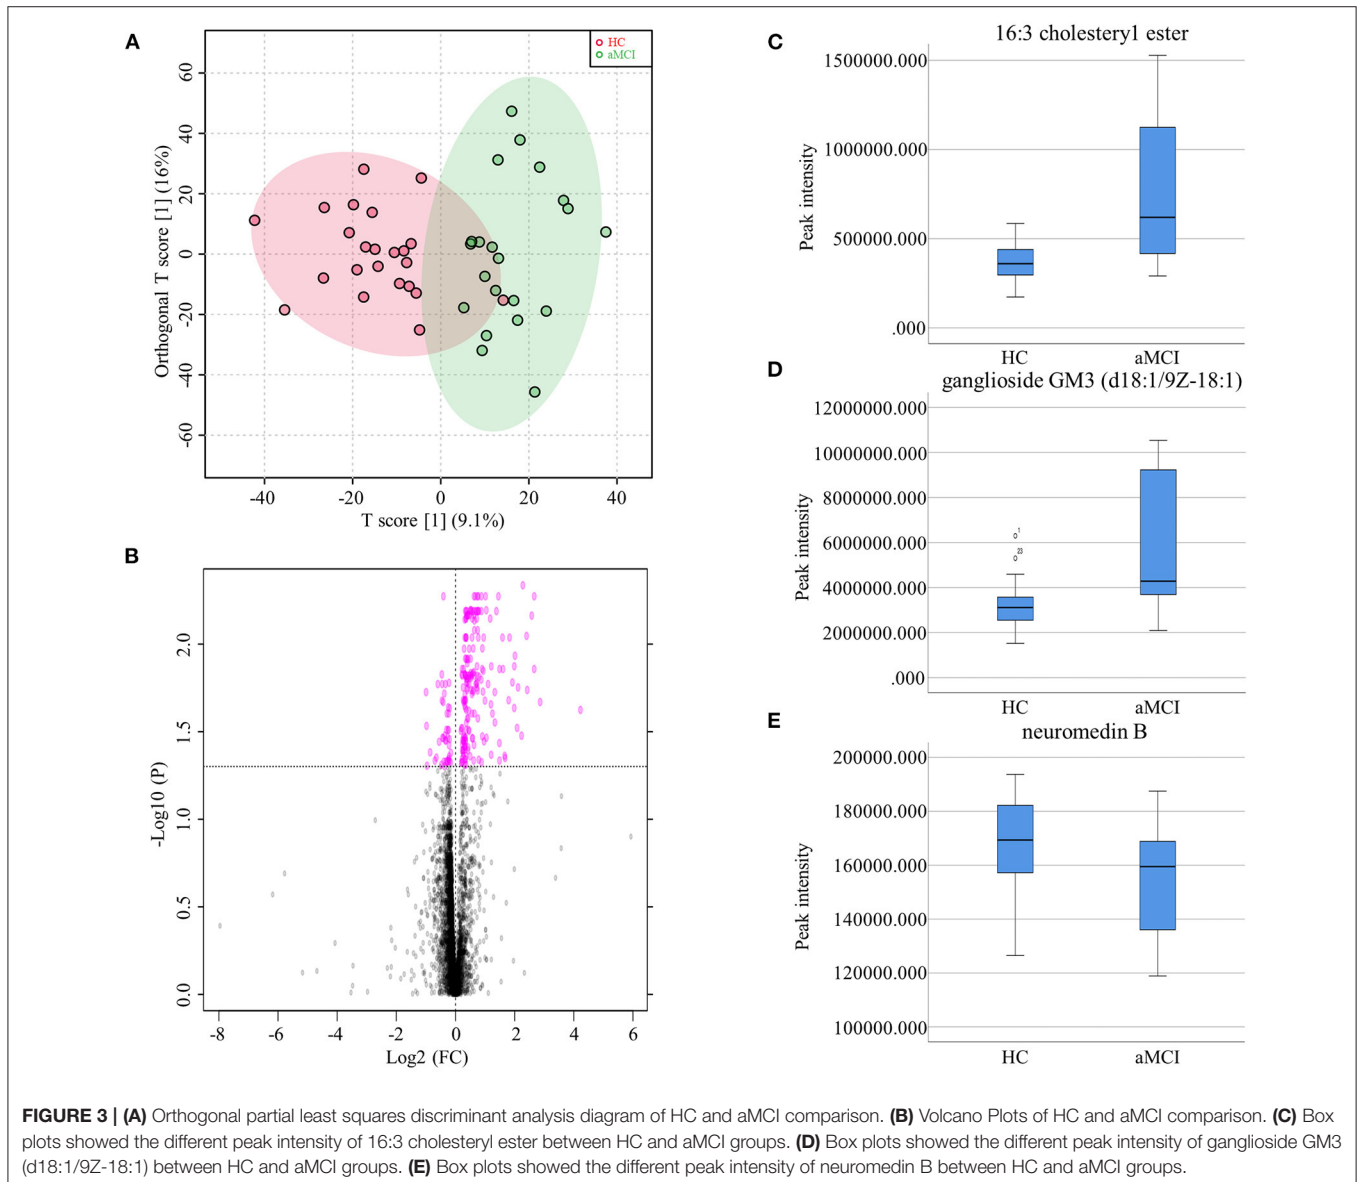 A
HC
aMCI
60
40
20
0
-20
-40
-60
Orthogonal T score [1] (16%)
-40
-20
0
20
40
T score [1] (9.1%)
B
2.0
1.5
1.0
0.5
0.0
-Log10 (P)
-8
-6
-4
-2
0
2
4
6
Log2 (FC)
C
16:3 cholestery1 ester
1500000.000
1000000.000
500000.000
.000
Peak intensity
HC
aMCI
D
ganglioside GM3 (d18:1/9Z-18:1)
12000000.000
10000000.000
8000000.000
6000000.000
4000000.000
2000000.000
.000
Peak intensity
1
23
HC
aMCI
E
neuromedin B
200000.000
180000.000
160000.000
140000.000
120000.000
100000.000
Peak intensity
HC
aMCI
FIGURE 3 | (A) Orthogonal partial least squares discriminant analysis diagram of HC and aMCI comparison. (B) Volcano Plots of HC and aMCI comparison. (C) Box
plots showed the different peak intensity of 16:3 cholesteryl ester between HC and aMCI groups. (D) Box plots showed the different peak intensity of ganglioside GM3
(d18:1/9Z-18:1) between HC and aMCI groups. (E) Box plots showed the different peak intensity of neuromedin B between HC and aMCI groups.